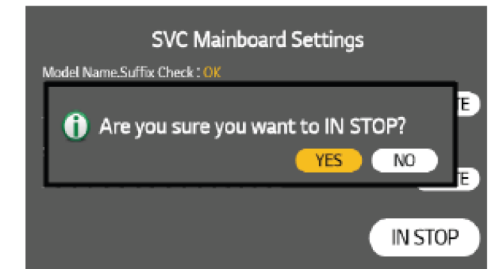 SVC Mainboard Settings
Model Name.Suffix Check : OK
Are you sure you want to IN STOP?
YES NO
IN STOP